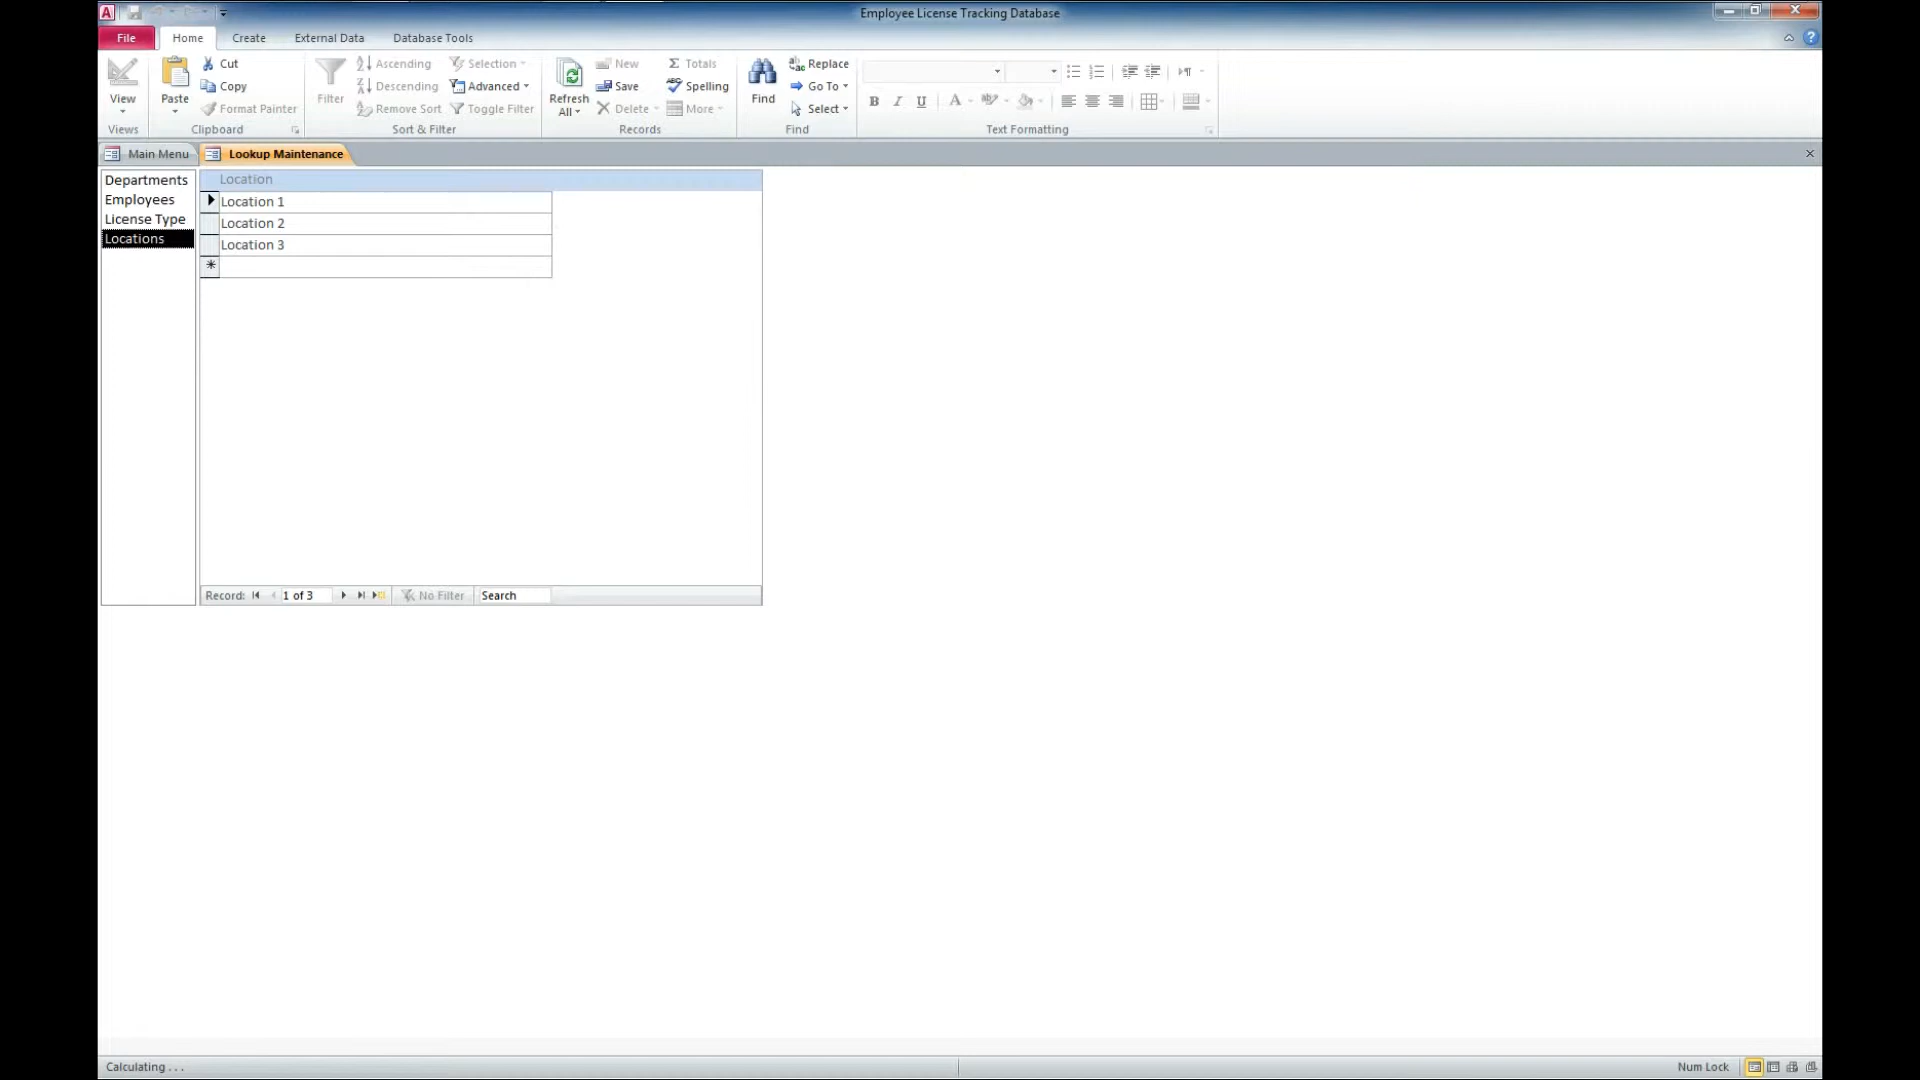 Employee License Tracking Database
File Home Create External Data Database Tools
View
Views
Paste
Cut
Copy
Format Painter
Clipboard
Filter
Ascending
Descending
Remove Sort
Selection
Advanced
Toggle Filter
Sort & Filter
Refresh
All
New
Save
Delete
Totals
Spelling
More
Records
Find
Replace
Go To
Select
Find
B I U A
Text Formatting
Main Menu
Lookup Maintenance
Departments
Employees
License Type
Locations
Location
Location 1
Location 2
Location 3
Record: 1 of 3 No Filter Search
Calculating . . .
Num Lock